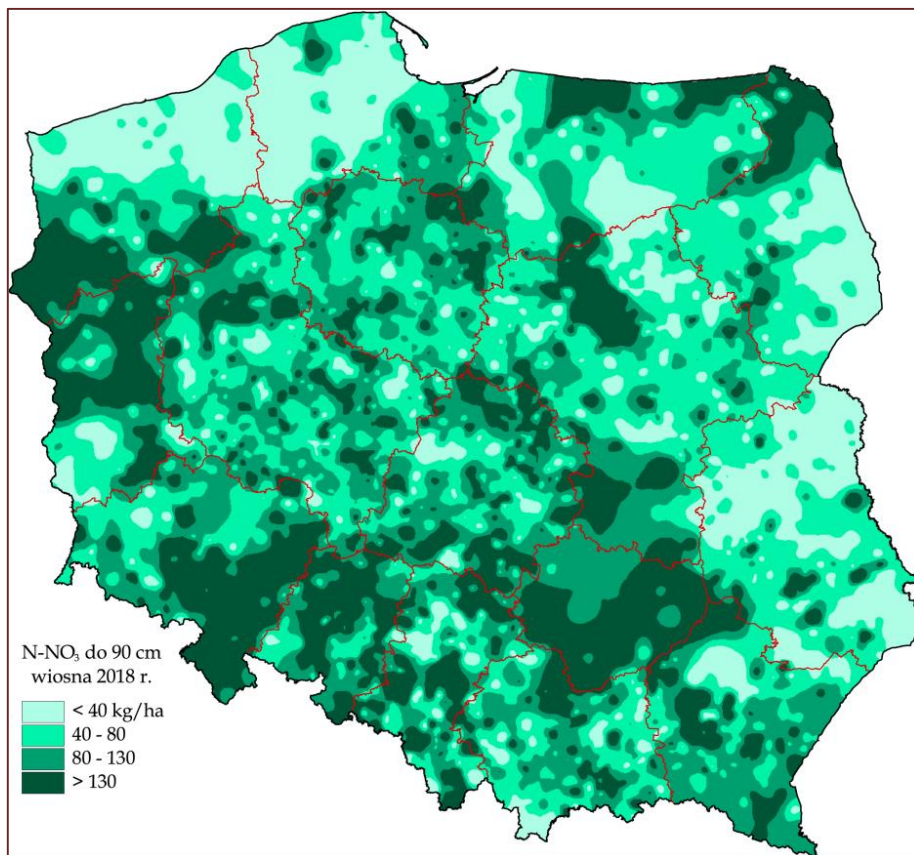 N-NO₃ do 90 cm
wiosna 2018 r.
< 40 kg/ha
40 - 80
80 - 130
> 130